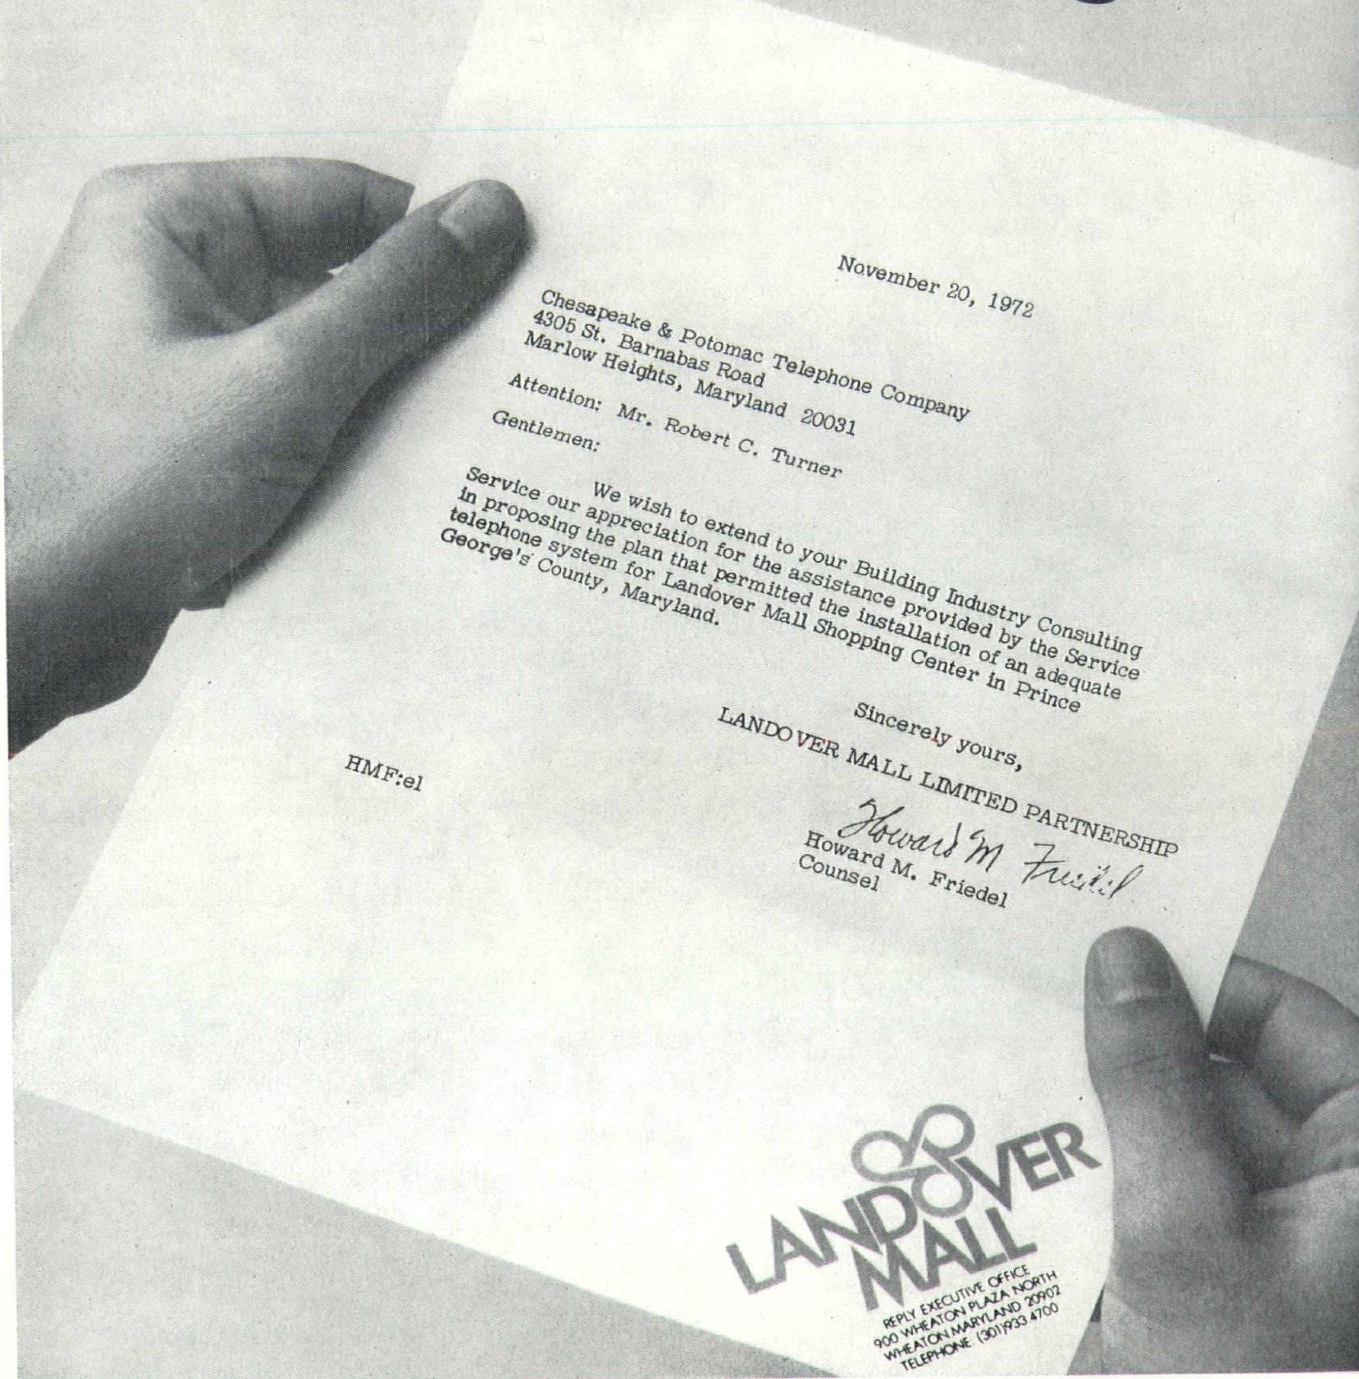 November 20, 1972
Chesapeake & Potomac Telephone Company
4305 St. Barnabas Road
Marlow Heights, Maryland 20031
Attention: Mr. Robert C. Turner
Gentlemen:
We wish to extend to your Building Industry Consulting
Service our appreciation for the assistance provided by the Service
in proposing the plan that permitted the installation of an adequate
telephone system for Landover Mall Shopping Center in Prince
George's County, Maryland.
Sincerely yours,
LANDOVER MALL LIMITED PARTNERSHIP
Howard M Friedel
Howard M. Friedel
Counsel
HMF:el
LANDOVER
MALL
REPLY EXECUTIVE OFFICE
900 WHEATON PLAZA NORTH
WHEATON MARYLAND 20902
TELEPHONE: (301)933 4700